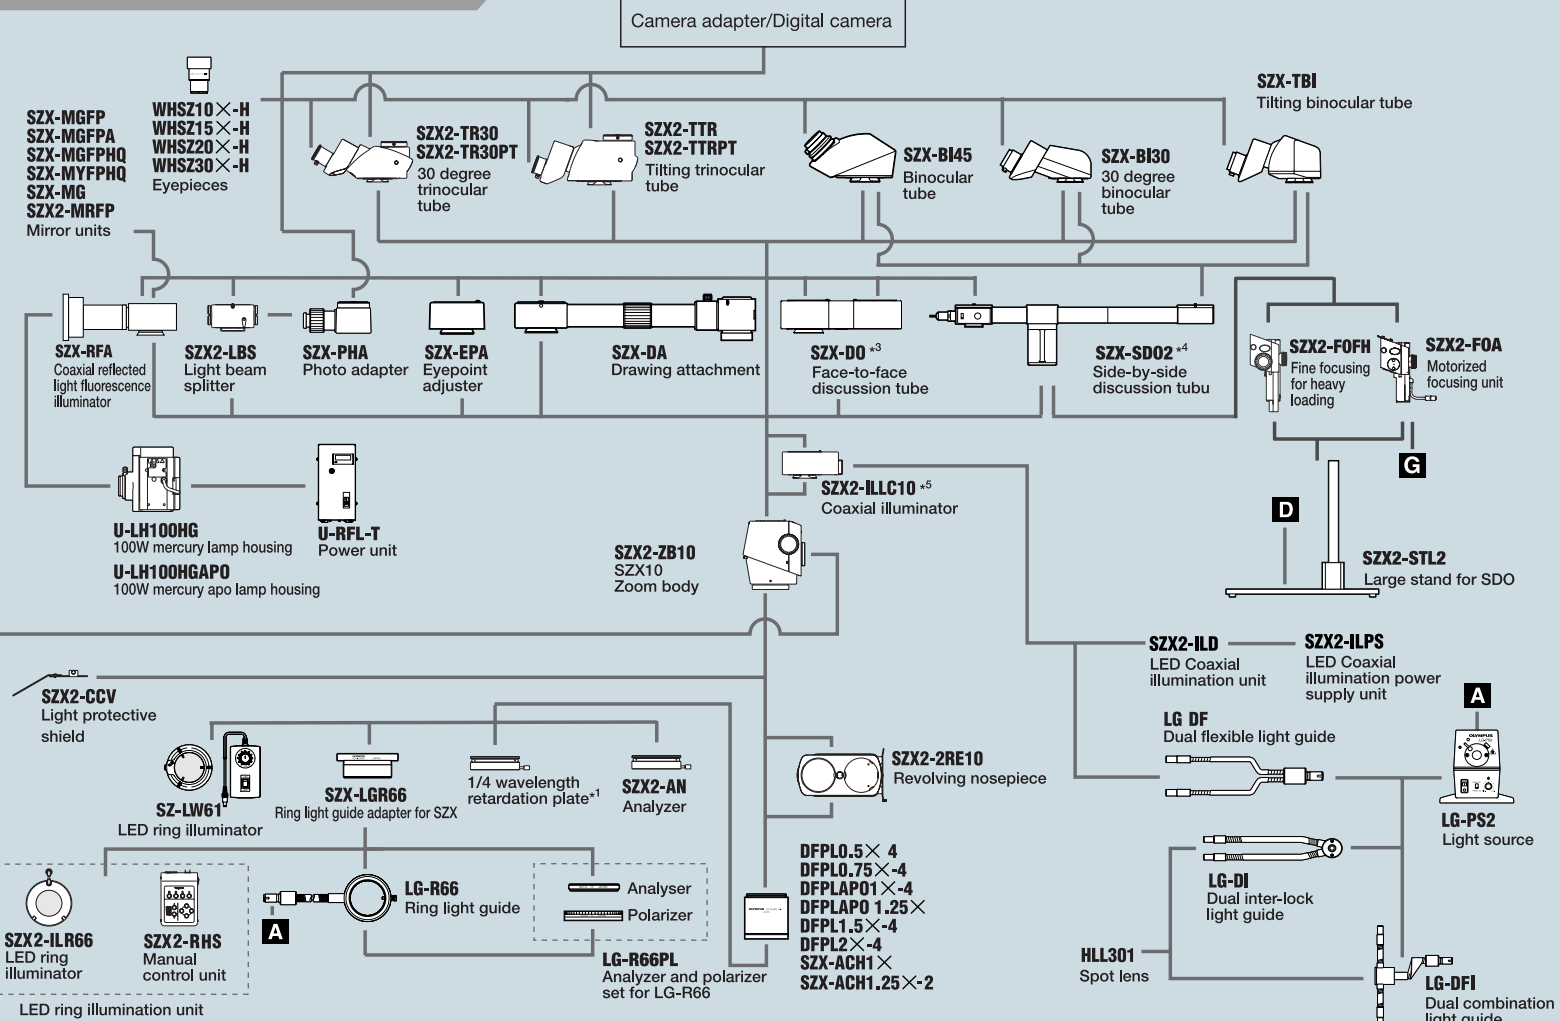 Camera adapter/Digital camera
SZX-MGFP
SZX-MGFPA
SZX-MGFPHQ
SZX-MYFPHQ
SZX-MG
SZX2-MRFP
Mirror units
WHSZ10×-H
WHSZ15×-H
WHSZ20×-H
WHSZ30×-H
Eyepieces
SZX2-TR30
SZX2-TR30PT
30 degree
trinocular
tube
SZX2-TTR
SZX2-TTRPT
Tilting trinocular
tube
SZX-BI45
Binocular
tube
SZX-BI30
30 degree
binocular
tube
SZX-TBI
Tilting binocular tube
SZX-RFA
Coaxial reflected
light fluorescence
illuminator
SZX2-LBS
Light beam
splitter
SZX-PHA
Photo adapter
SZX-EPA
Eyepoint
adjuster
SZX-DA
Drawing attachment
SZX-DO *3
Face-to-face
discussion tube
SZX-SDO2 *4
Side-by-side
discussion tubu
SZX2-FOFH
Fine focusing
for heavy
loading
SZX2-FOA
Motorized
focusing unit
G
D
SZX2-STL2
Large stand for SDO
U-LH100HG
100W mercury lamp housing
U-LH100HGAPO
100W mercury apo lamp housing
U-RFL-T
Power unit
SZX2-ILLC10 *5
Coaxial illuminator
SZX2-ZB10
SZX10
Zoom body
SZX2-ILD
LED Coaxial
illumination unit
SZX2-ILPS
LED Coaxial
illumination power
supply unit
SZX2-CCV
Light protective
shield
LG DF
Dual flexible light guide
A
OLYMPUS
LG-PS2
Light source
SZ-LW61
LED ring illuminator
SZX-LGR66
Ring light guide adapter for SZX
1/4 wavelength
retardation plate*1
SZX2-AN
Analyzer
SZX2-2RE10
Revolving nosepiece
DFPL0.5× 4
DFPL0.75×-4
DFPLAPO1×-4
DFPLAPO 1.25×
DFPL1.5×-4
DFPL2×-4
SZX-ACH1×
SZX-ACH1.25×-2
LG-DI
Dual inter-lock
light guide
SZX2-ILR66
LED ring
illuminator
SZX2-RHS
Manual
control unit
LED ring illumination unit
A
LG-R66
Ring light guide
Analyser
Polarizer
LG-R66PL
Analyzer and polarizer
set for LG-R66
HLL301
Spot lens
LG-DFI
Dual combination
light guide